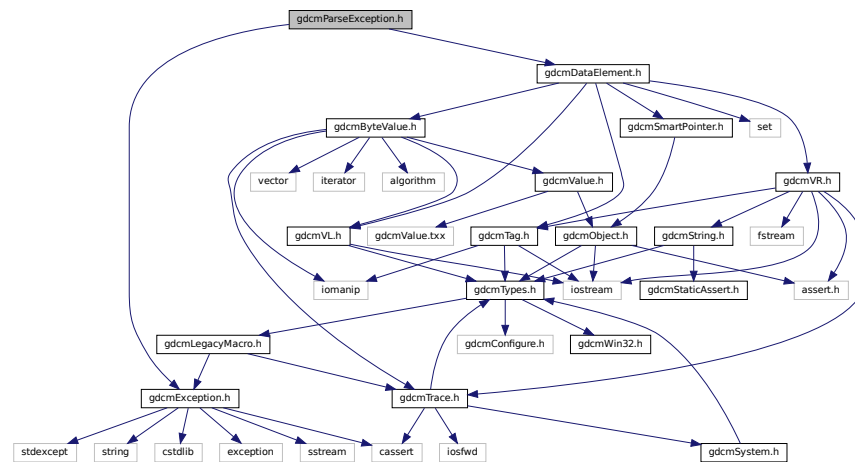 gdcmParseException.h
gdcmDataElement.h
gdcmByteValue.h
gdcmSmartPointer.h
set
vector
iterator
algorithm
gdcmValue.h
gdcmVR.h
gdcmVL.h
gdcmValue.txx
gdcmTag.h
gdcmObject.h
gdcmString.h
fstream
iomanip
gdcmTypes.h
iostream
gdcmStaticAssert.h
assert.h
gdcmLegacyMacro.h
gdcmConfigure.h
gdcmWin32.h
gdcmException.h
gdcmTrace.h
stdexcept
string
cstdlib
exception
sstream
cassert
iosfwd
gdcmSystem.h